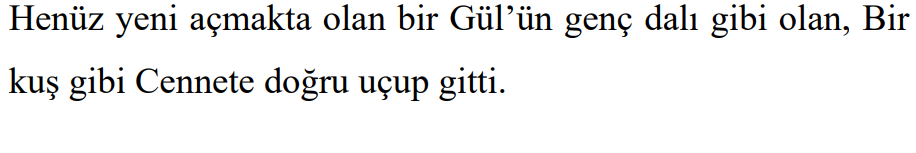 Henüz yeni açmakta olan bir Gül’ün genç dalı gibi olan, Bir
kuş gibi Cennete doğru uçup gitti.